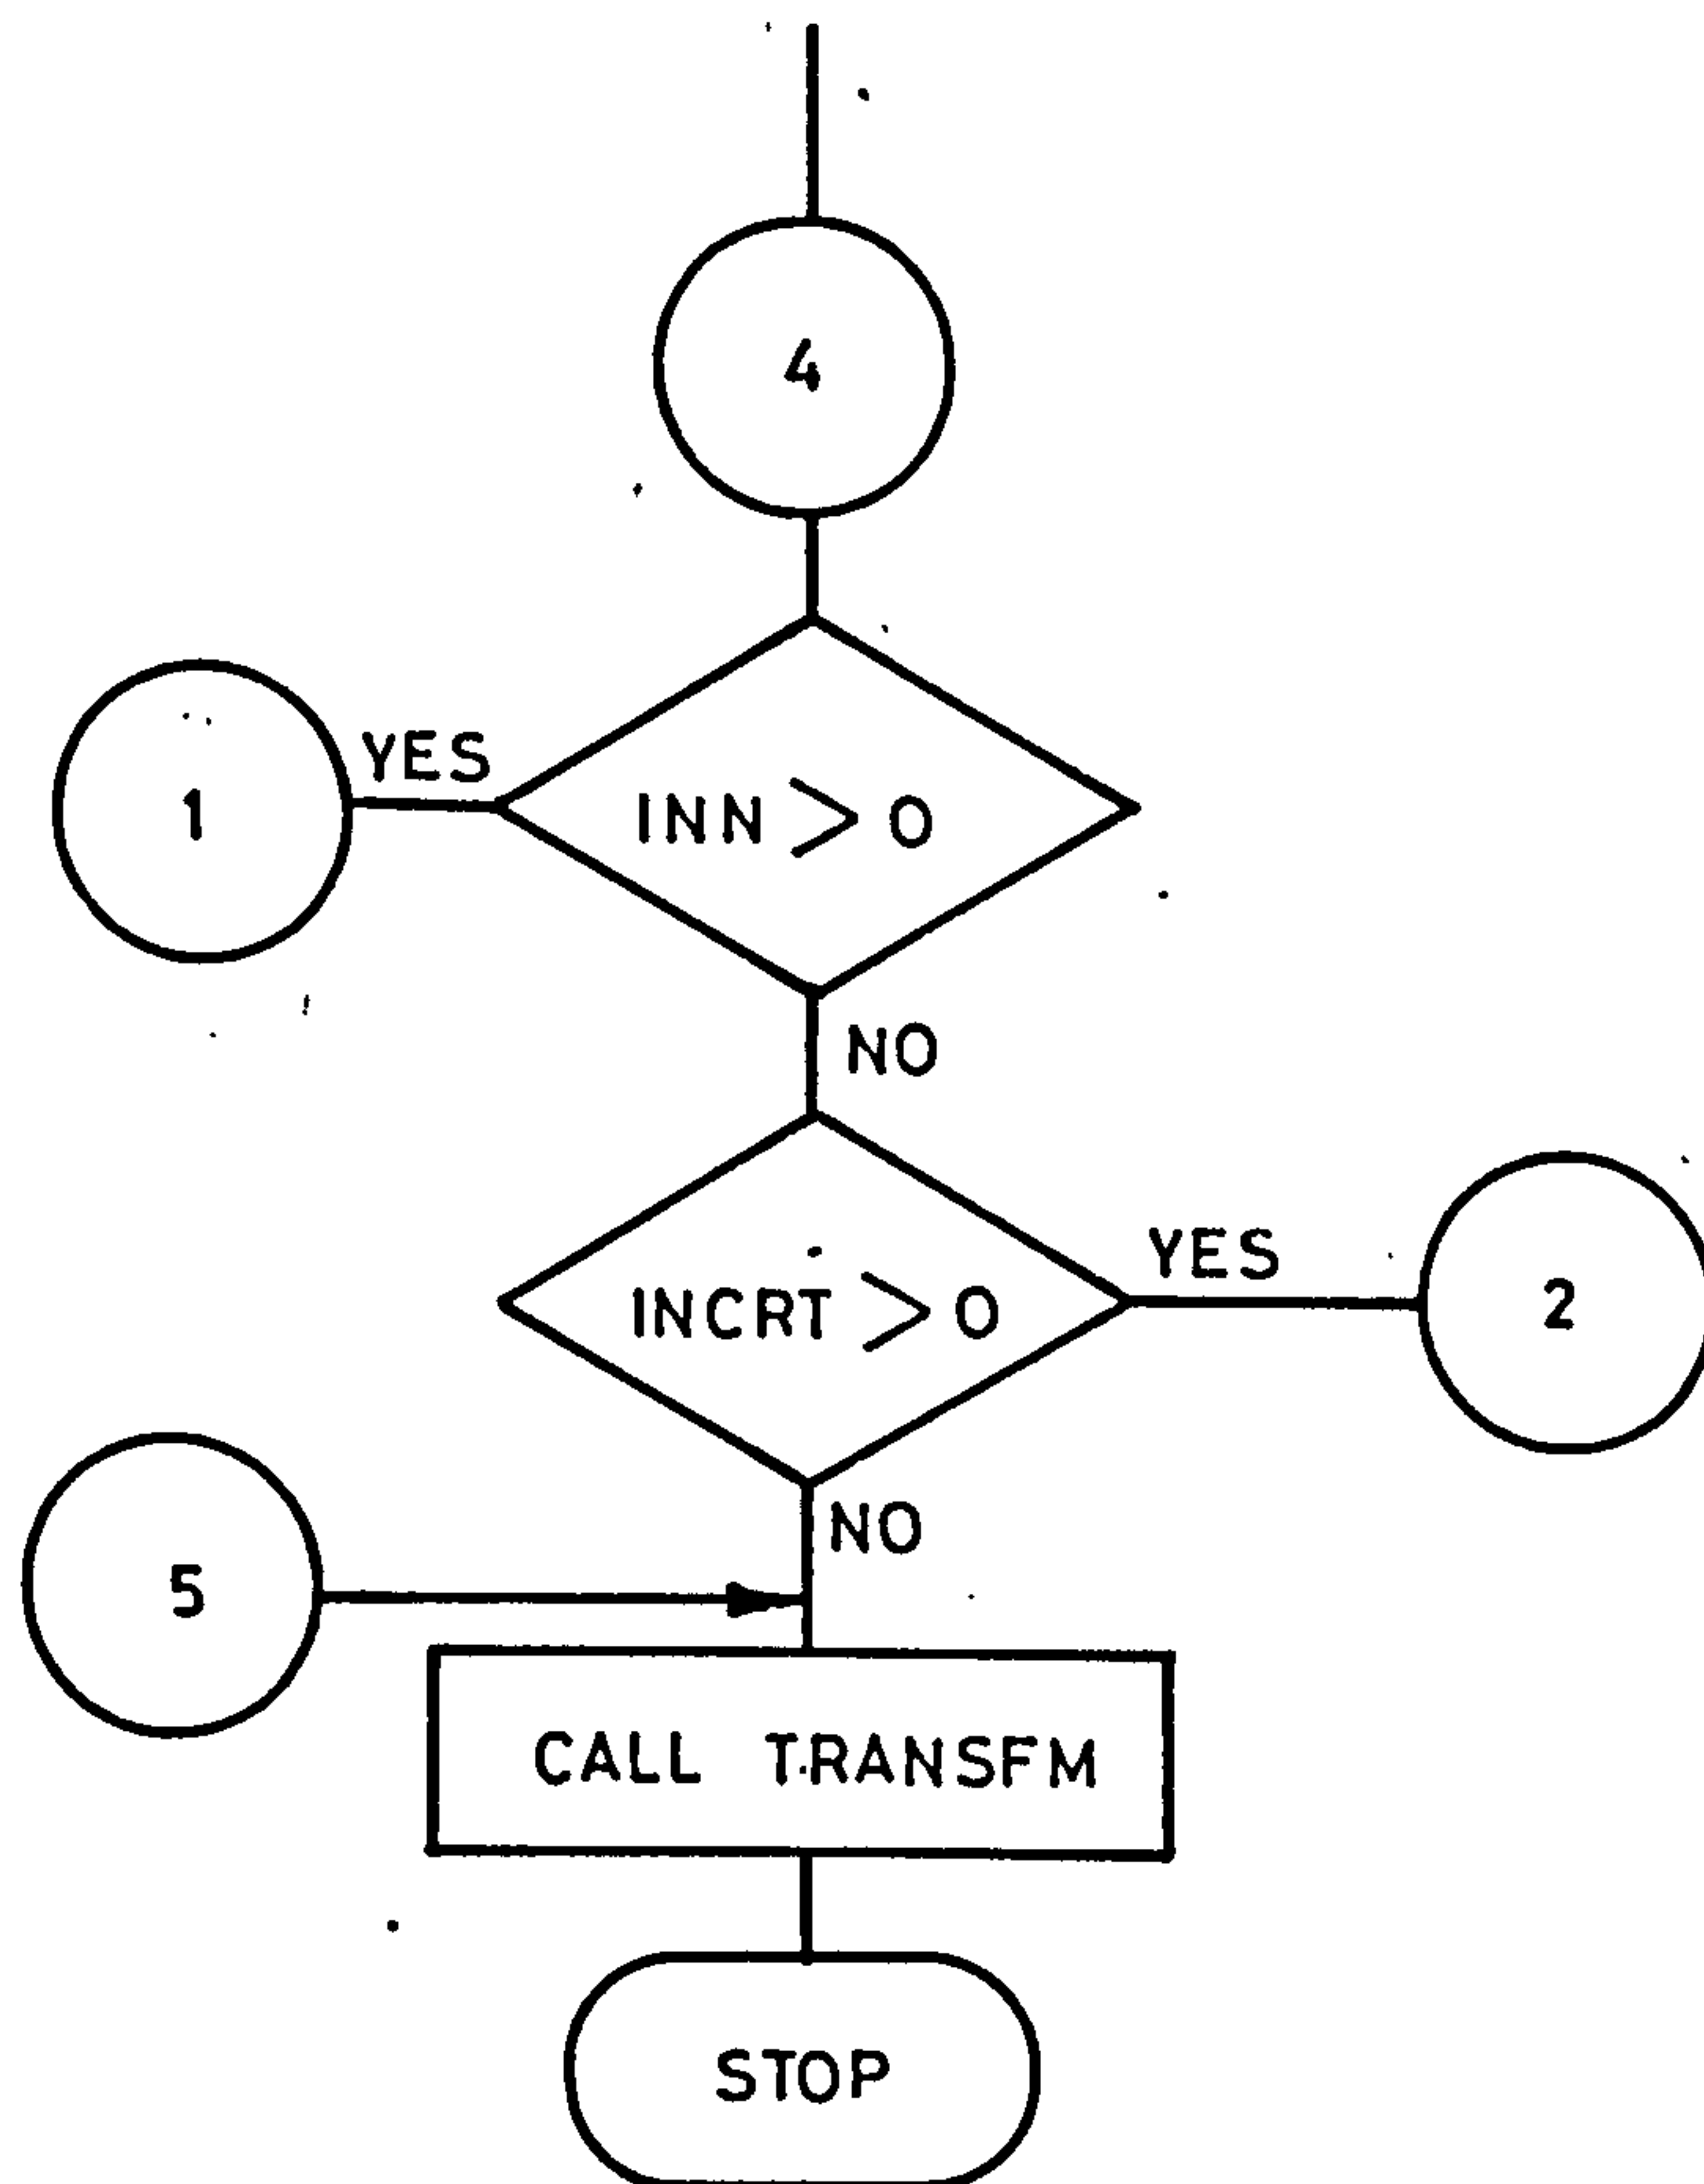 4
YES
1
INN > 0
NO
YES
INCRT > 0
2
NO
5
CALL TRANSFM
STOP